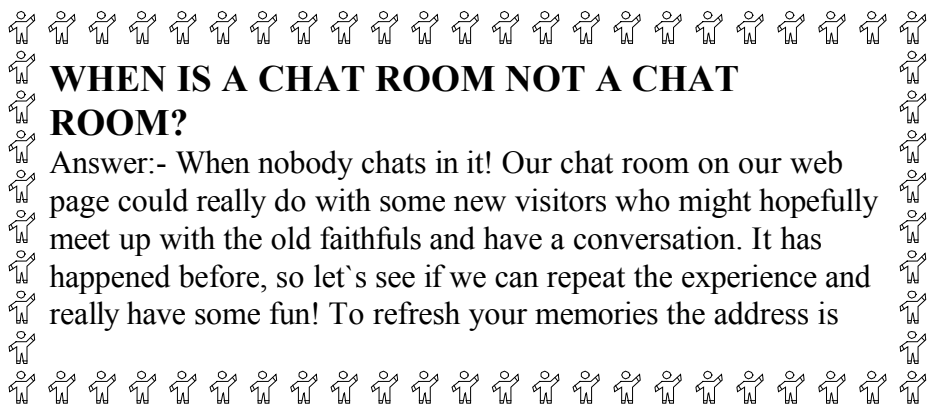 WHEN IS A CHAT ROOM NOT A CHAT
ROOM?
Answer:- When nobody chats in it! Our chat room on our web
page could really do with some new visitors who might hopefully
meet up with the old faithfuls and have a conversation. It has
happened before, so let`s see if we can repeat the experience and
really have some fun! To refresh your memories the address is